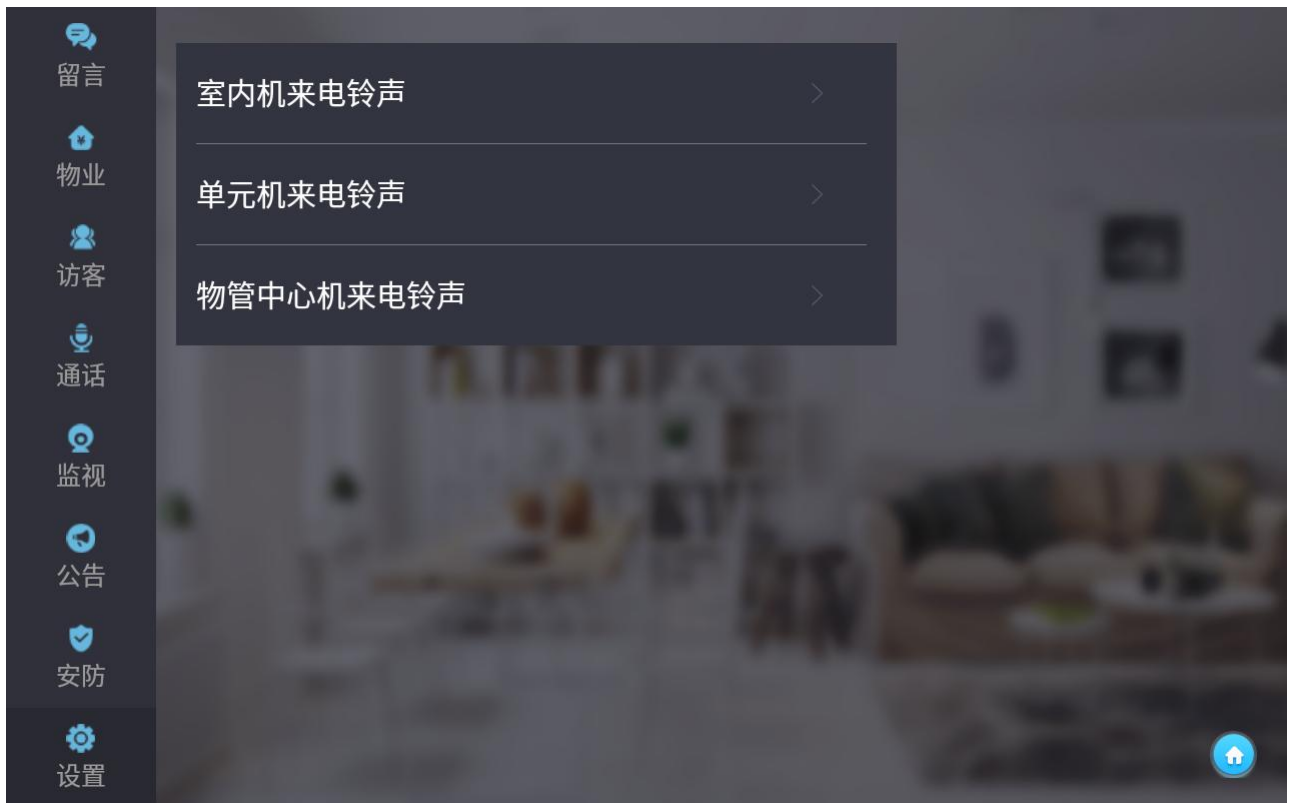 留言
物业
访客
通话
监视
公告
安防
设置
室内机来电铃声
单元机来电铃声
物管中心机来电铃声